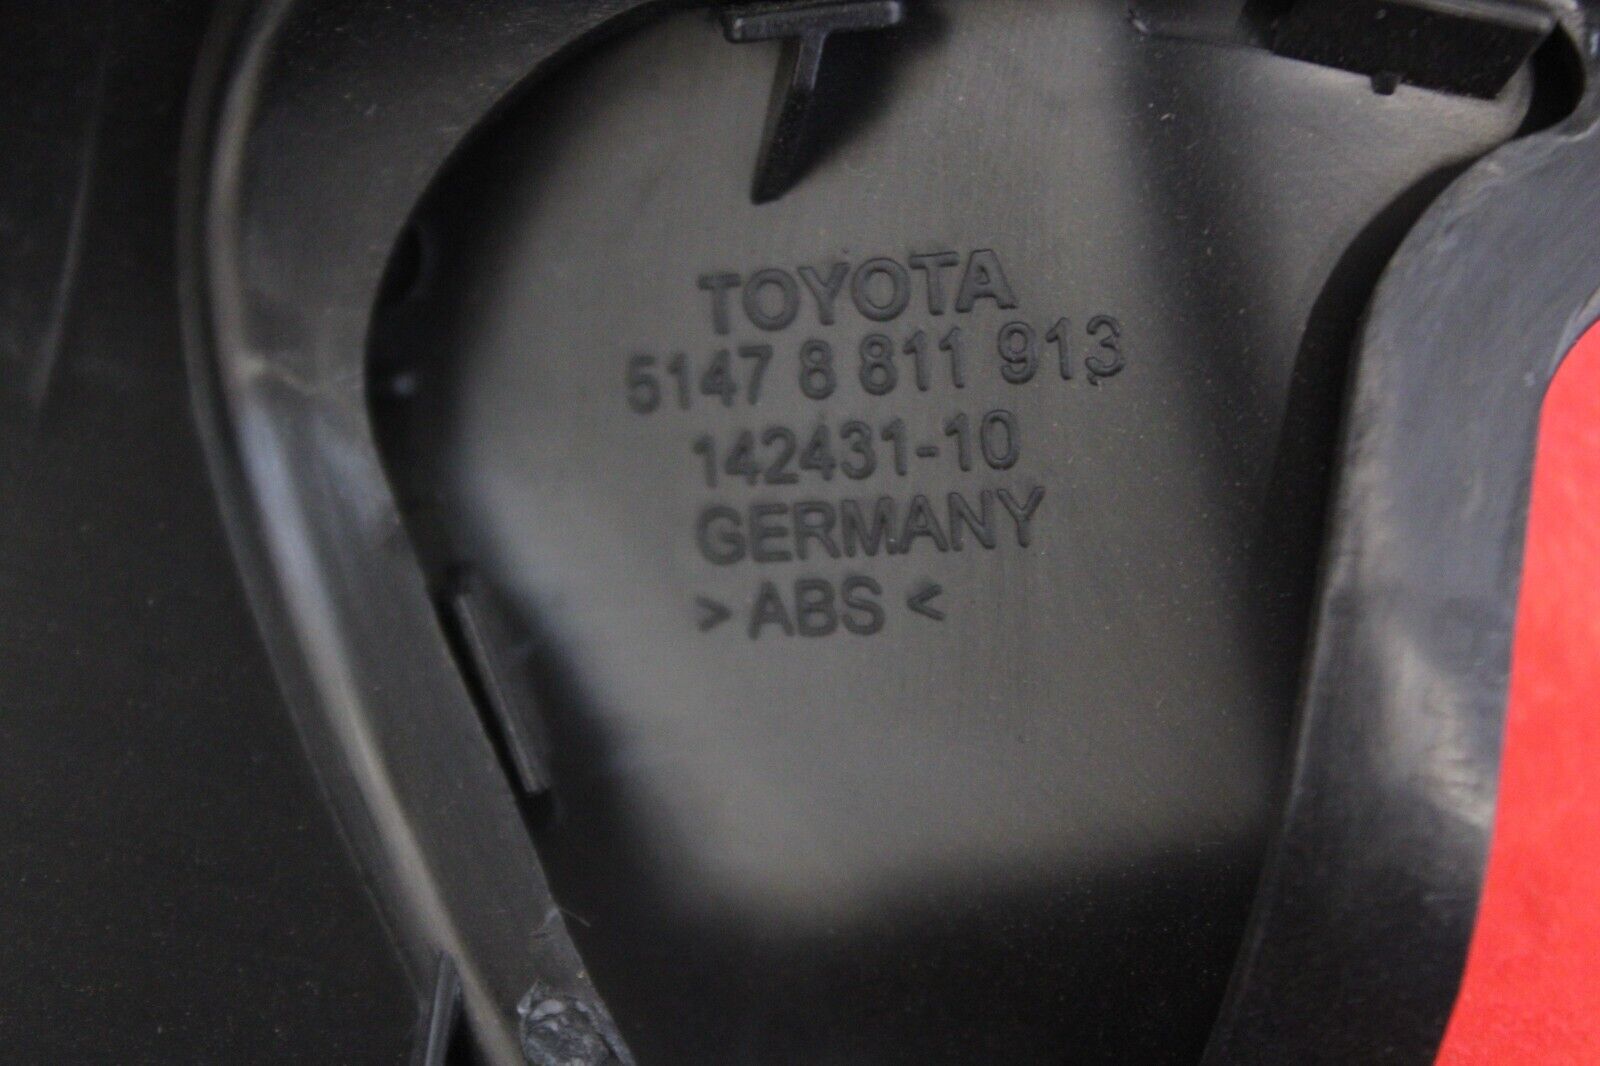 TOYOTA
5147 8 811 913
142431-10
GERMANY
> ABS <